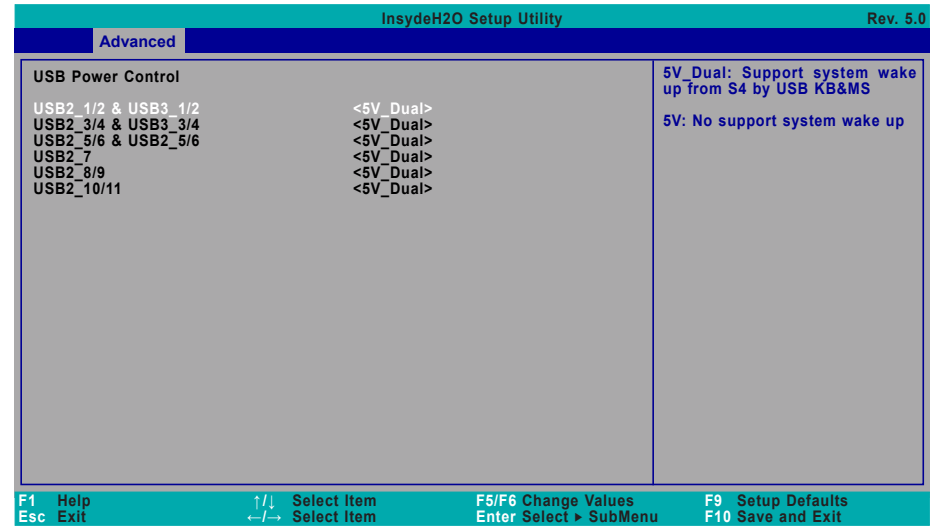 InsydeH2O Setup Utility Rev. 5.0
Advanced
USB Power Control
USB2_1/2 & USB3_1/2 <5V_Dual>
USB2_3/4 & USB3_3/4 <5V_Dual>
USB2_5/6 & USB2_5/6 <5V_Dual>
USB2_7 <5V_Dual>
USB2_8/9 <5V_Dual>
USB2_10/11 <5V_Dual>
5V_Dual: Support system wake
up from S4 by USB KB&MS
5V: No support system wake up
F1 Help ↑/↓ Select Item F5/F6 Change Values F9 Setup Defaults
Esc Exit ←/→ Select Item Enter Select ▶ SubMenu F10 Save and Exit